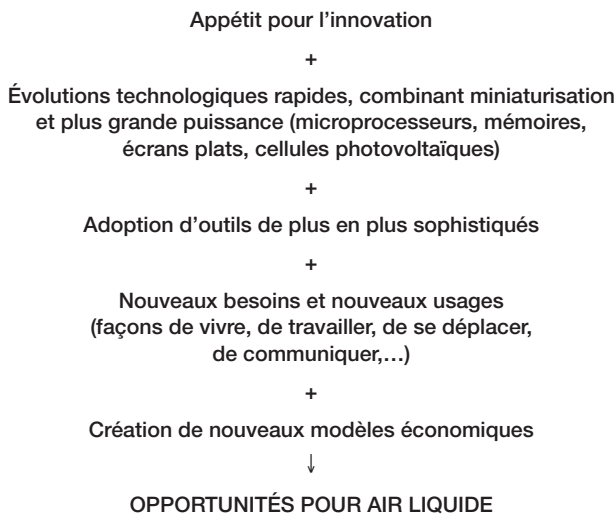 Appétit pour l’innovation
+
Évolutions technologiques rapides, combinant miniaturisation
et plus grande puissance (microprocesseurs, mémoires,
écrans plats, cellules photovoltaïques)
+
Adoption d’outils de plus en plus sophistiqués
+
Nouveaux besoins et nouveaux usages
(façons de vivre, de travailler, de se déplacer,
de communiquer,…)
+
Création de nouveaux modèles économiques
↓
OPPORTUNITÉS POUR AIR LIQUIDE